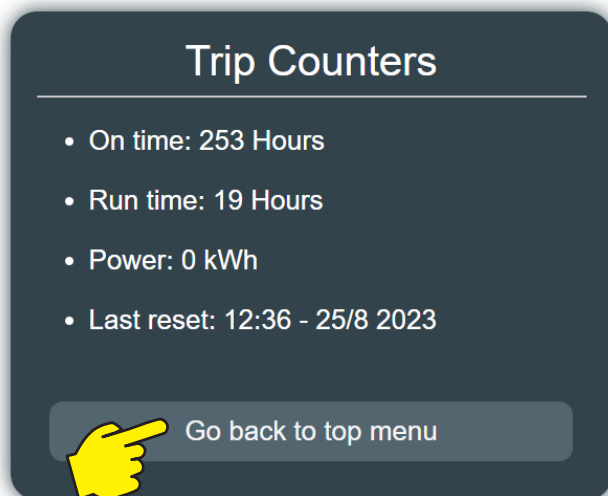 Trip Counters
• On time: 253 Hours
• Run time: 19 Hours
• Power: 0 kWh
• Last reset: 12:36 - 25/8 2023
Go back to top menu